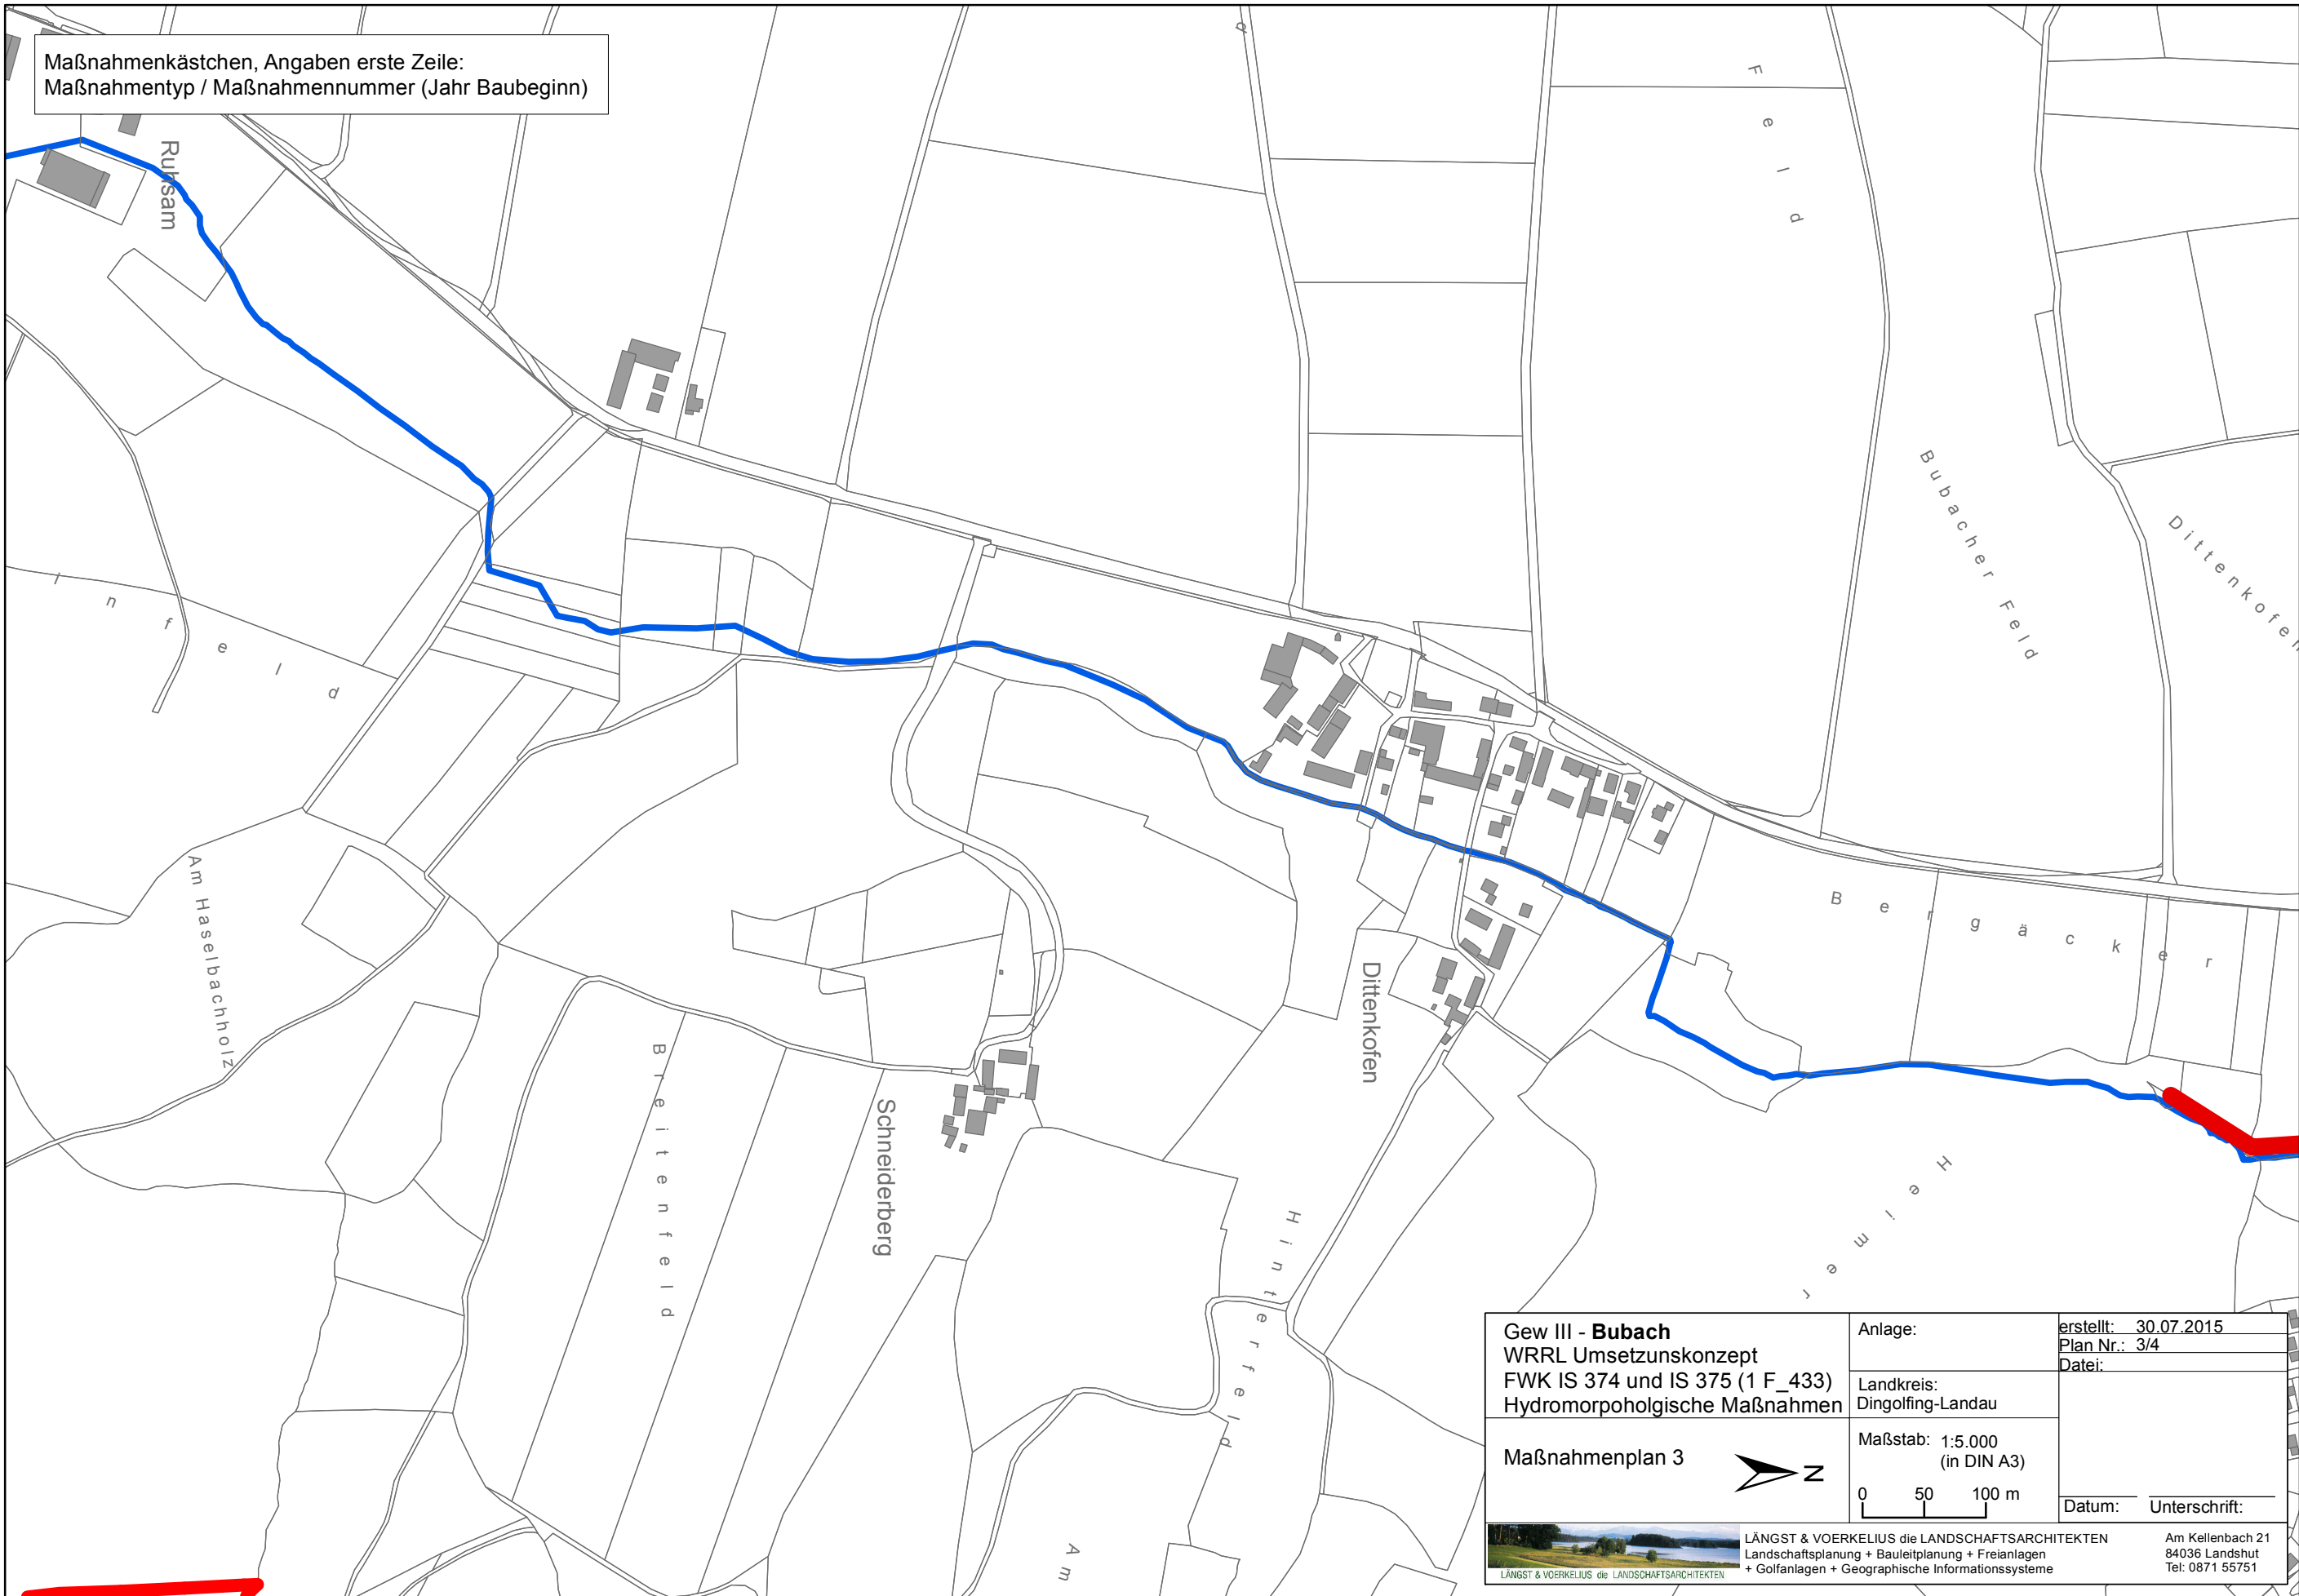 Maßnahmenkästchen, Angaben erste Zeile:
Maßnahmentyp / Maßnahmennummer (Jahr Baubeginn)
Ruhsam
d
Feld
Bubacher Feld
Dittenkofen
Infeld
Bergäcker
Am Haselbachholz
Dittenkofen
Breitenfeld
Schneiderberg
Heimer
Hinterfeld
Am
Gew III - Bubach
WRRL Umsetzunskonzept
FWK IS 374 und IS 375 (1 F_433)
Hydromorpoholgische Maßnahmen
Anlage:
erstellt: 30.07.2015
Plan Nr.: 3/4
Datei:
Landkreis:
Dingolfing-Landau
Maßnahmenplan 3
N
Maßstab: 1:5.000
(in DIN A3)
0 50 100 m
Datum: Unterschrift:
LÄNGST & VOERKELIUS die LANDSCHAFTSARCHITEKTEN
LÄNGST & VOERKELIUS die LANDSCHAFTSARCHITEKTEN
Landschaftsplanung + Bauleitplanung + Freianlagen
+ Golfanlagen + Geographische Informationssysteme
Am Kellenbach 21
84036 Landshut
Tel: 0871 55751